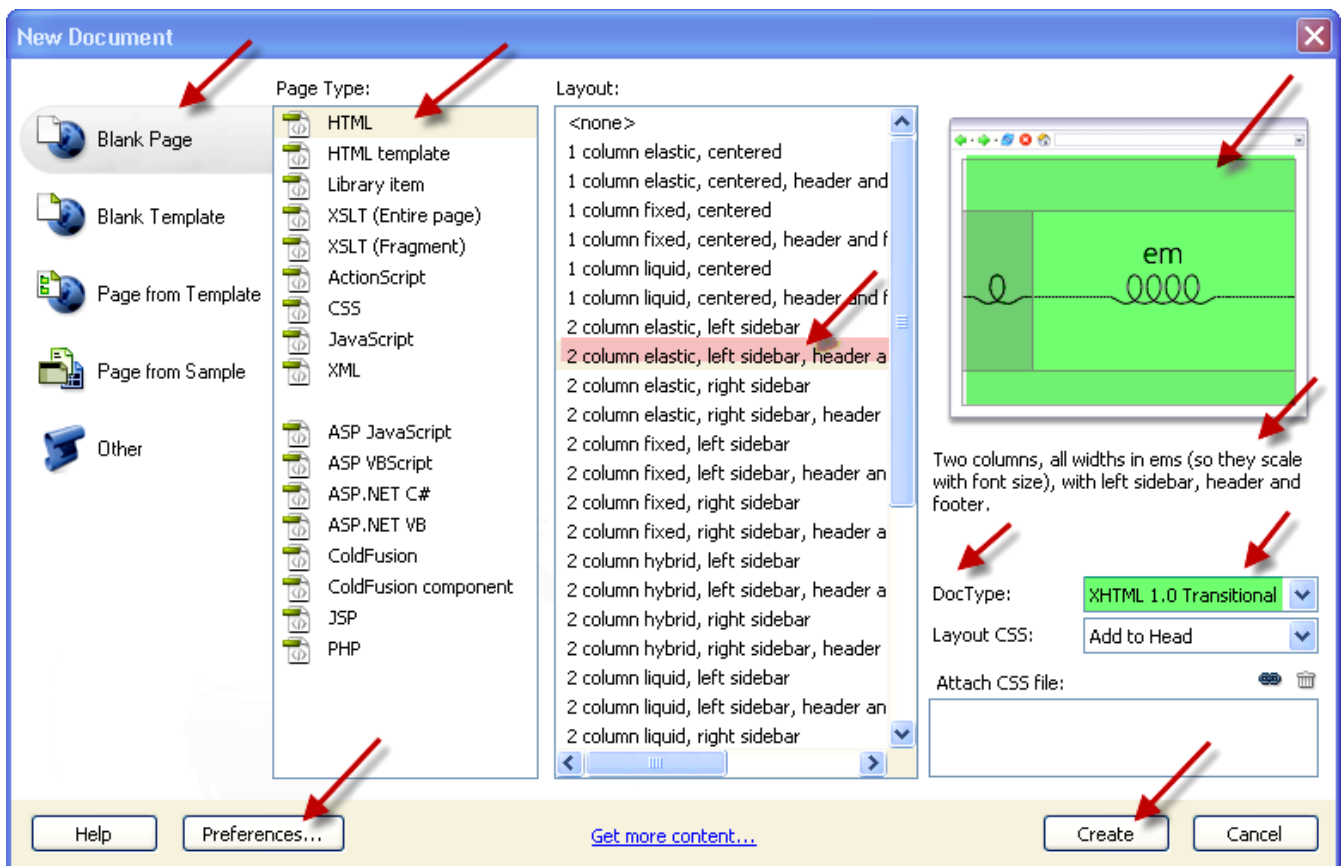 New Document
Blank Page
Blank Template
Page from Template
Page from Sample
Other
Page Type:
HTML
HTML template
Library item
XSLT (Entire page)
XSLT (Fragment)
ActionScript
CSS
JavaScript
XML
ASP JavaScript
ASP VBScript
ASP.NET C#
ASP.NET VB
ColdFusion
ColdFusion component
JSP
PHP
Layout:
<none>
1 column elastic, centered
1 column elastic, centered, header and
1 column fixed, centered
1 column fixed, centered, header and f
1 column liquid, centered
1 column liquid, centered, header and f
2 column elastic, left sidebar
2 column elastic, left sidebar, header a
2 column elastic, right sidebar
2 column elastic, right sidebar, header
2 column fixed, left sidebar
2 column fixed, left sidebar, header an
2 column fixed, right sidebar
2 column fixed, right sidebar, header a
2 column hybrid, left sidebar
2 column hybrid, left sidebar, header a
2 column hybrid, right sidebar
2 column hybrid, right sidebar, header
2 column liquid, left sidebar
2 column liquid, left sidebar, header an
2 column liquid, right sidebar
em
Two columns, all widths in ems (so they scale
with font size), with left sidebar, header and
footer.
DocType:
XHTML 1.0 Transitional
Layout CSS:
Add to Head
Attach CSS file:
Help
Preferences...
Get more content...
Create
Cancel